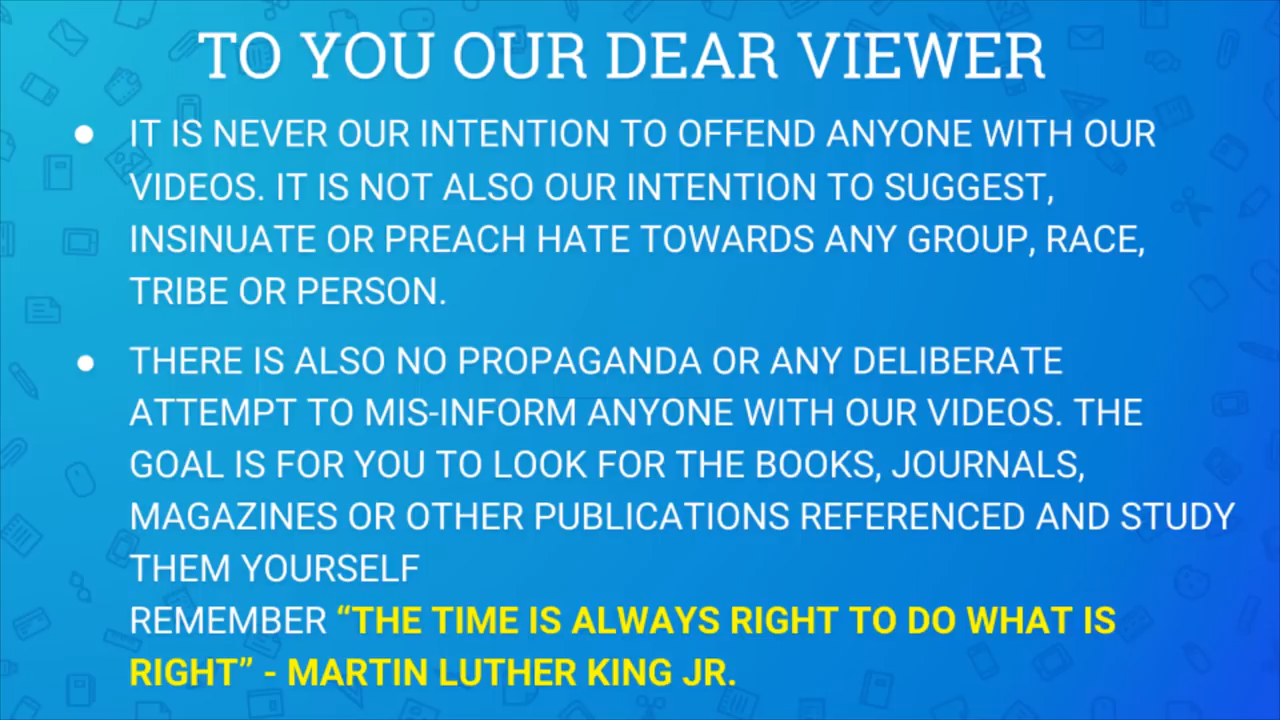 TO YOU OUR DEAR VIEWER
● IT IS NEVER OUR INTENTION TO OFFEND ANYONE WITH OUR
VIDEOS. IT IS NOT ALSO OUR INTENTION TO SUGGEST,
INSINUATE OR PREACH HATE TOWARDS ANY GROUP, RACE,
TRIBE OR PERSON.
● THERE IS ALSO NO PROPAGANDA OR ANY DELIBERATE
ATTEMPT TO MIS-INFORM ANYONE WITH OUR VIDEOS. THE
GOAL IS FOR YOU TO LOOK FOR THE BOOKS, JOURNALS,
MAGAZINES OR OTHER PUBLICATIONS REFERENCED AND STUDY
THEM YOURSELF
REMEMBER “THE TIME IS ALWAYS RIGHT TO DO WHAT IS
RIGHT” - MARTIN LUTHER KING JR.